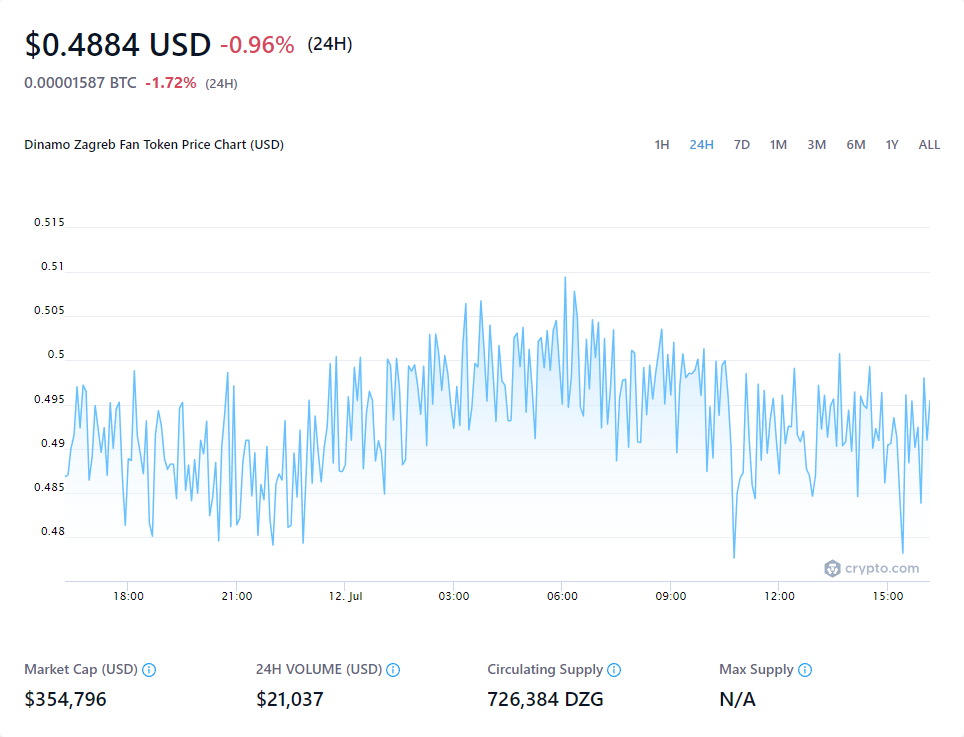 $0.4884 USD -0.96% (24H)
0.00001587 BTC -1.72% (24H)
Dinamo Zagreb Fan Token Price Chart (USD) 1H 24H 7D 1M 3M 6M 1Y ALL
0.515
0.51
0.505
0.5
0.495
0.49
0.485
0.48
crypto.com
18:00 21:00 12. Jul 03:00 06:00 09:00 12:00 15:00
Market Cap (USD) 24H VOLUME (USD) Circulating Supply Max Supply
$354,796 $21,037 726,384 DZG N/A